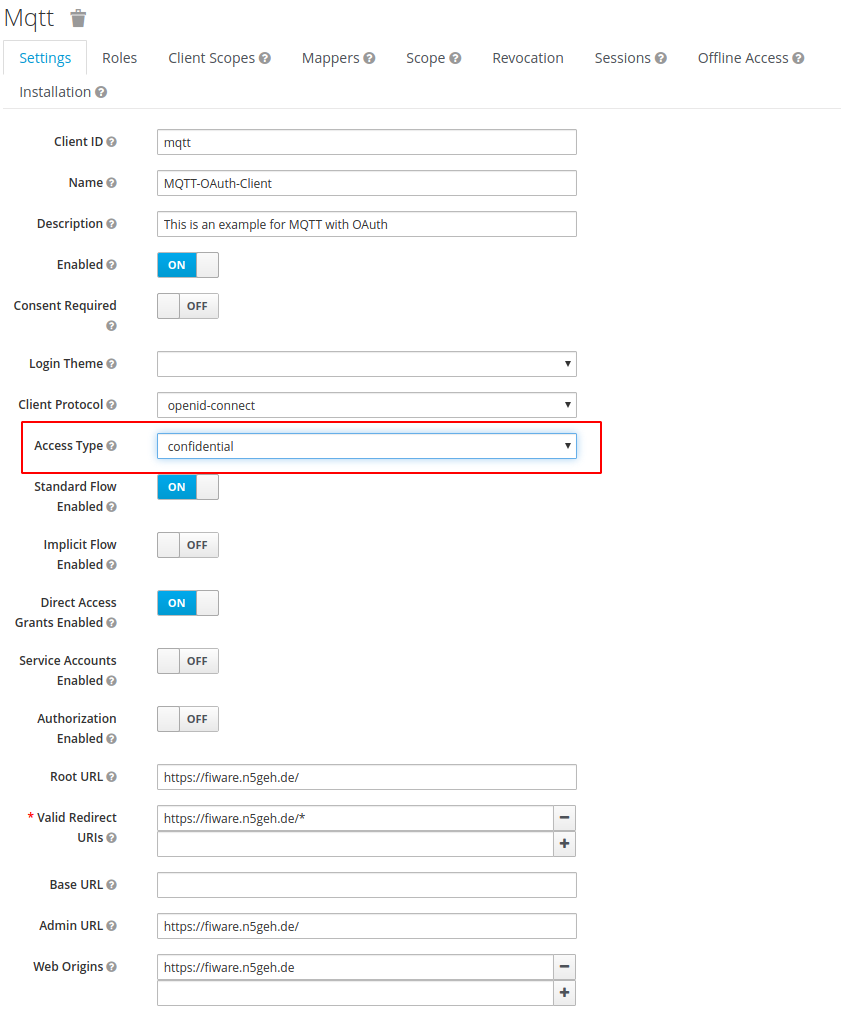 Mqtt
Settings Roles Client Scopes Mappers Scope Revocation Sessions Offline Access
Installation
Client ID mqtt
Name MQTT-OAuth-Client
Description This is an example for MQTT with OAuth
Enabled ON
Consent Required OFF
Login Theme
Client Protocol openid-connect
Access Type confidential
Standard Flow
Enabled ON
Implicit Flow
Enabled OFF
Direct Access
Grants Enabled ON
Service Accounts
Enabled OFF
Authorization
Enabled OFF
Root URL https://fiware.n5geh.de/
* Valid Redirect
URIs https://fiware.n5geh.de/*
Base URL
Admin URL https://fiware.n5geh.de/
Web Origins https://fiware.n5geh.de